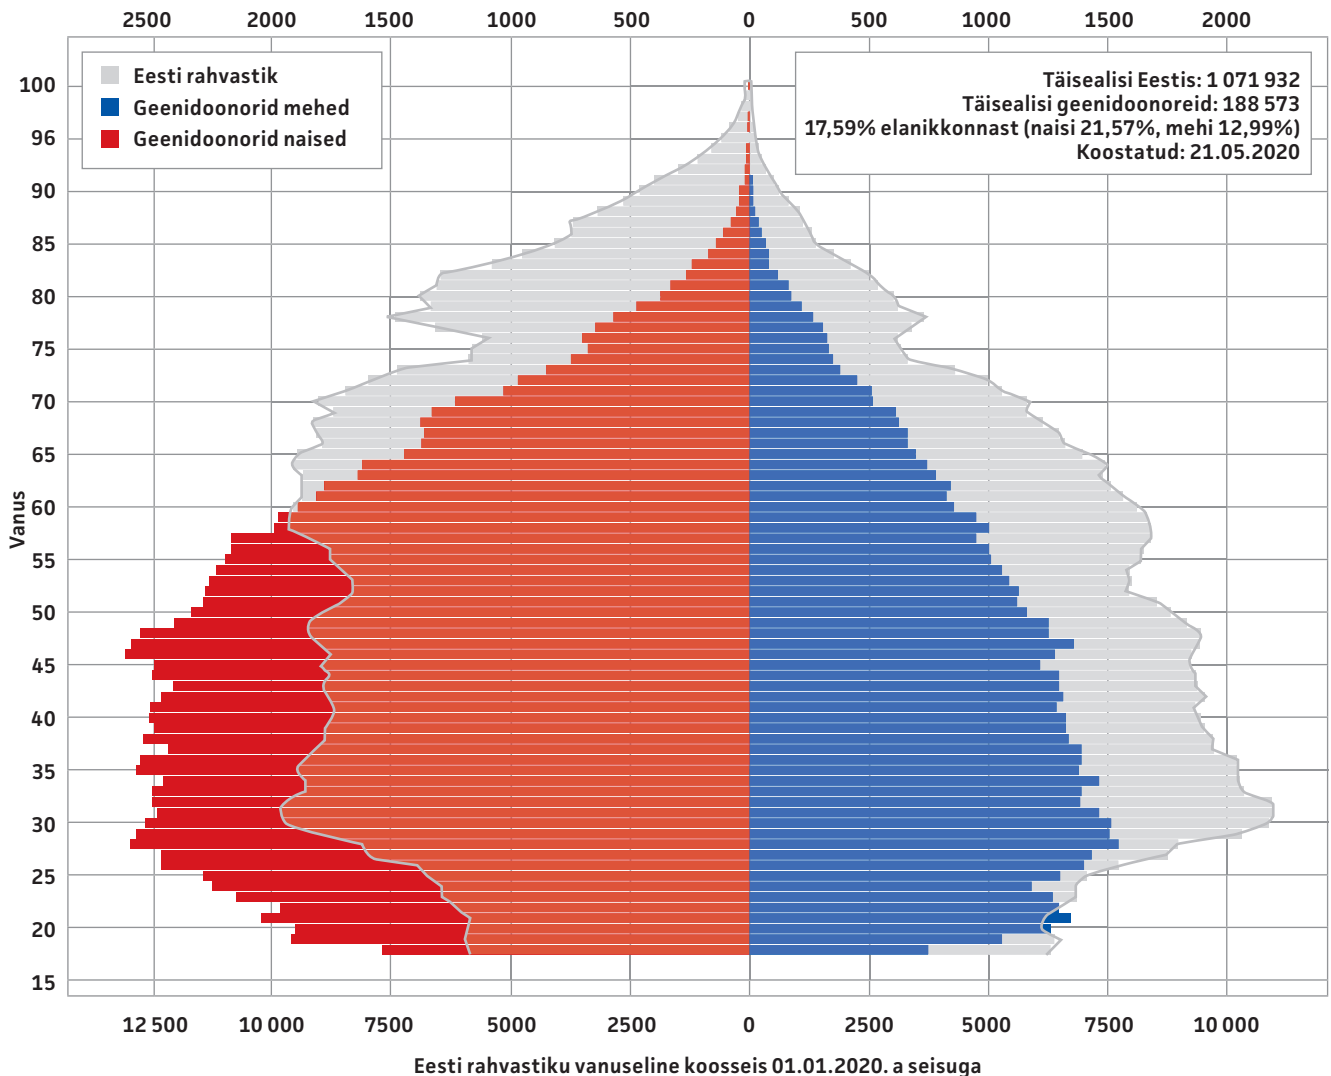 2500 2000 1500 1000 500 0 500 1000 1500 2000
Eesti rahvastik
Geenidoonorid mehed
Geenidoonorid naised
Täisealisi Eestis: 1 071 932
Täisealisi geenidoonoreid: 188 573
17,59% elanikkonnast (naisi 21,57%, mehi 12,99%)
Koostatud: 21.05.2020
100
96
90
85
80
75
70
65
60
55
50
45
40
35
30
25
20
15
Vanus
12 500 10 000 7500 5000 2500 0 2500 5000 7500 10 000
Eesti rahvastiku vanuseline koosseis 01.01.2020. a seisuga